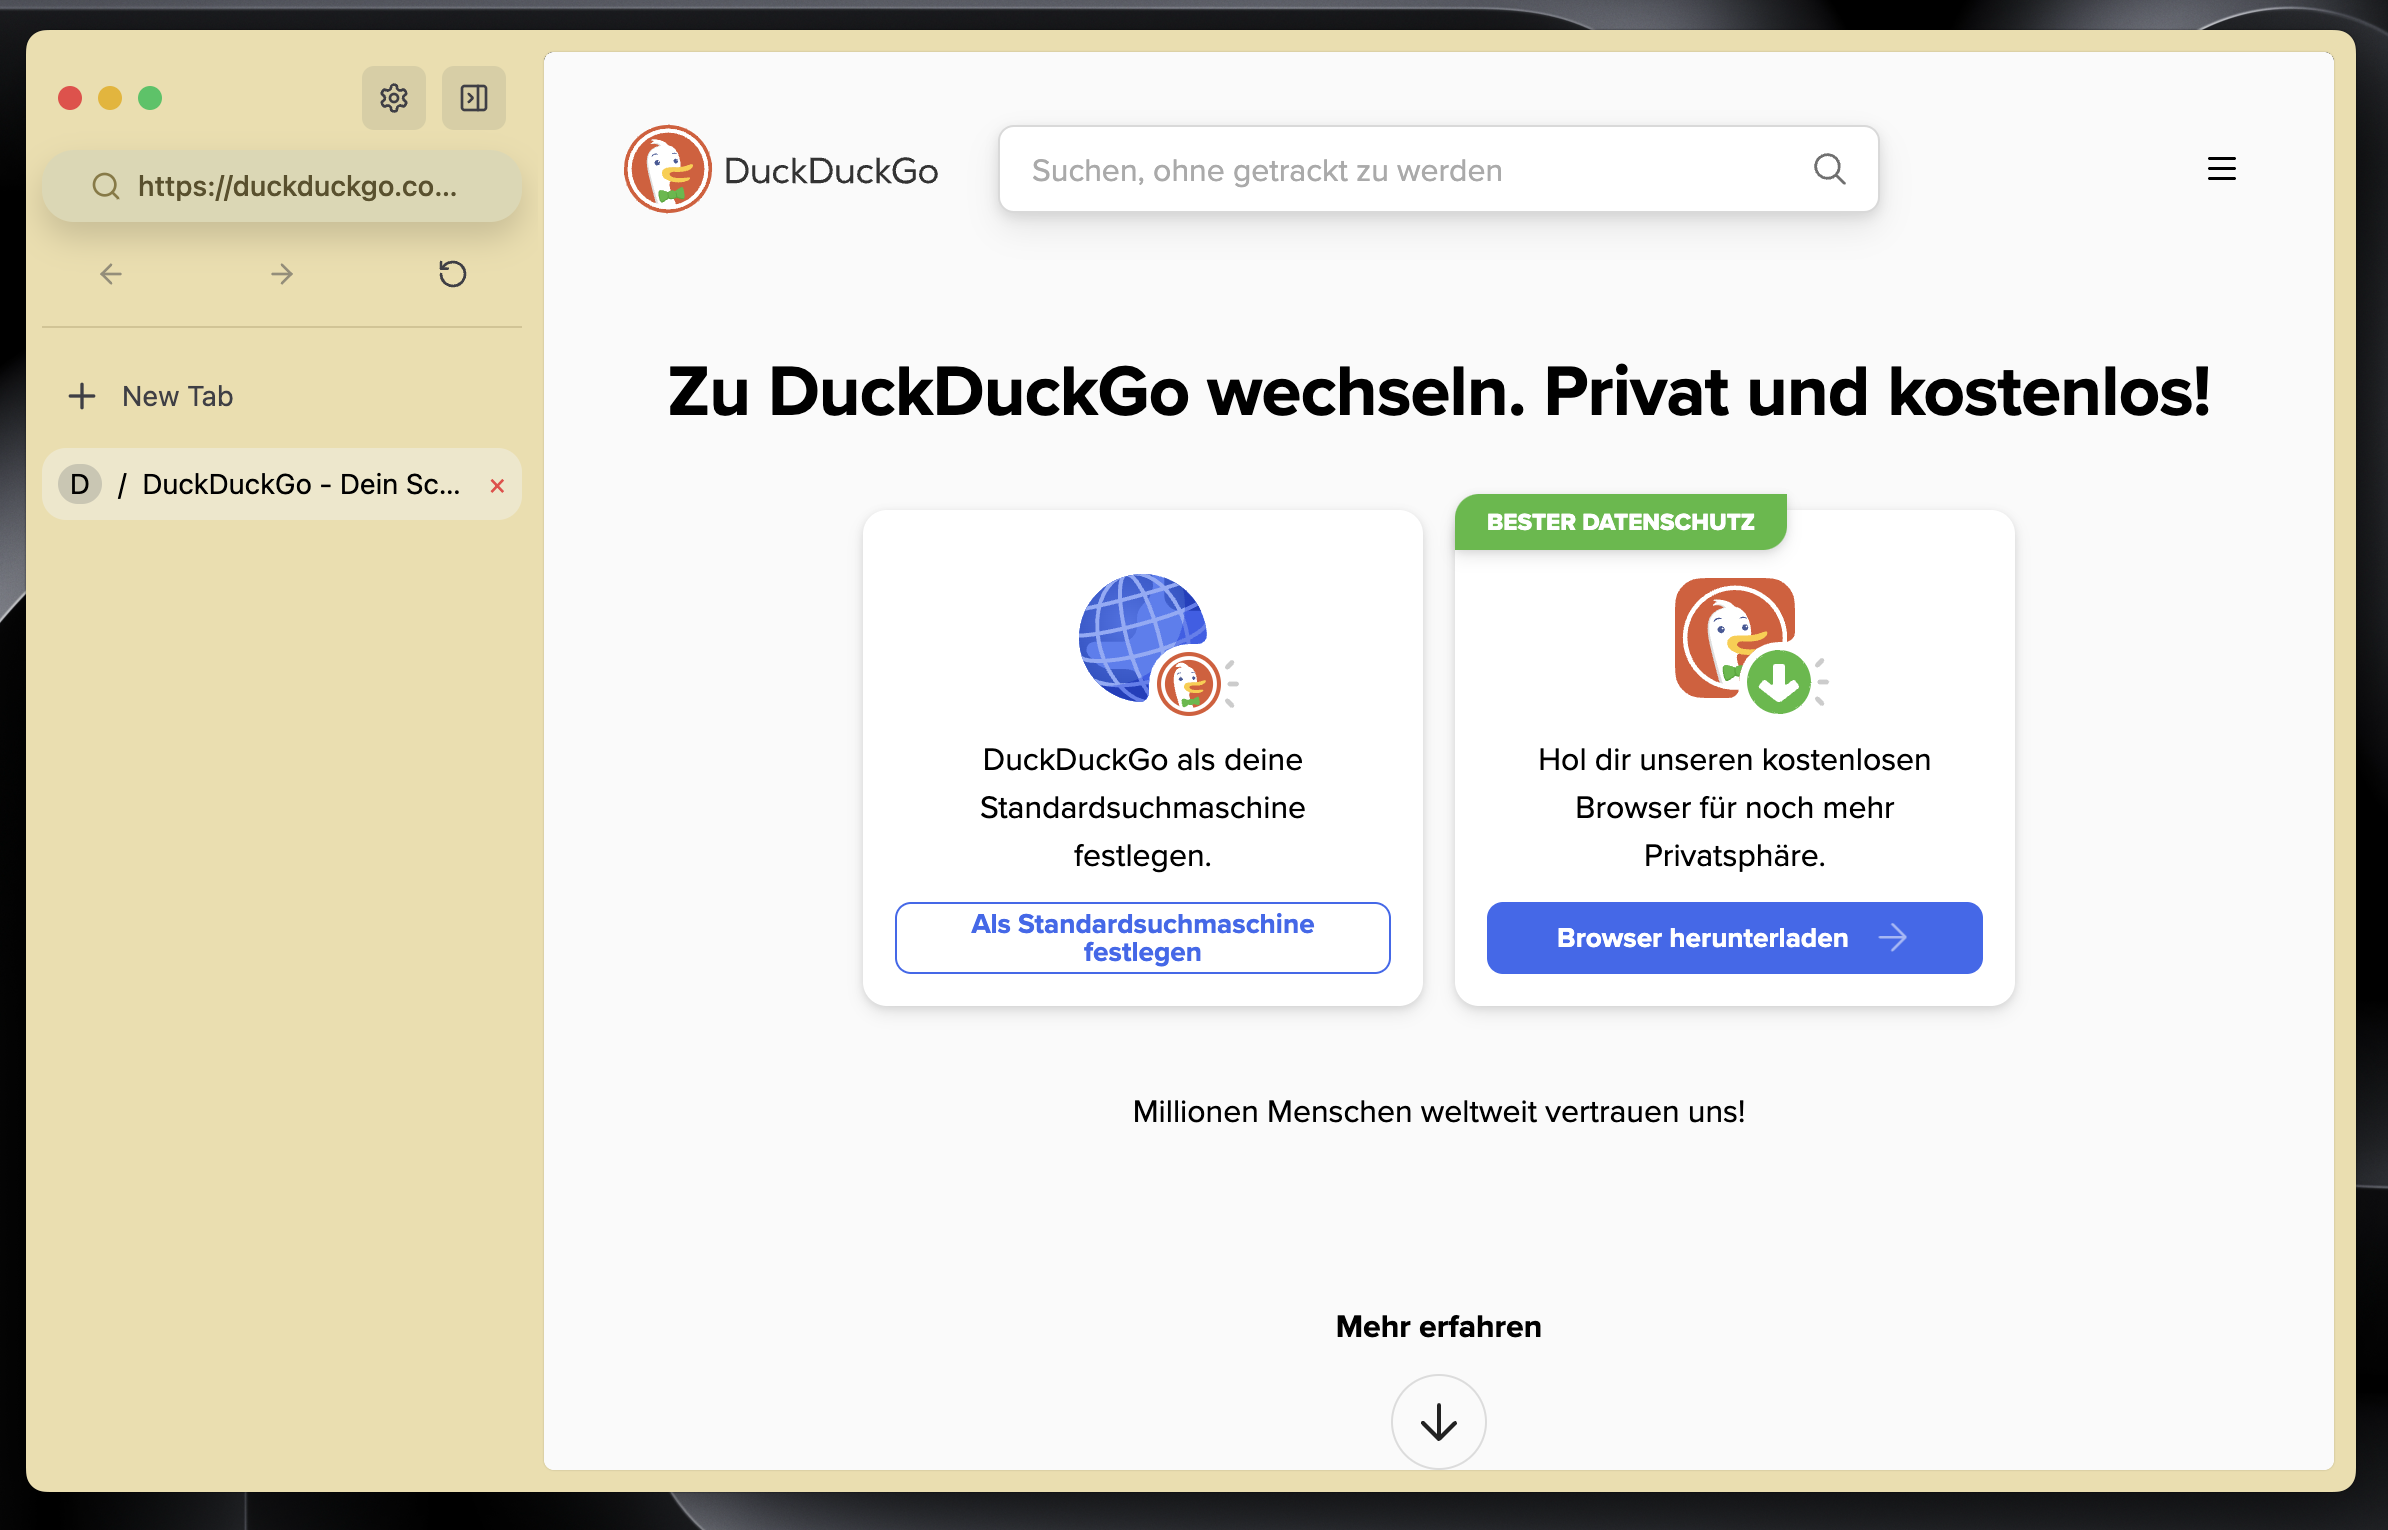 https://duckduckgo.co...
New Tab
D / DuckDuckGo - Dein Sc...
DuckDuckGo
Suchen, ohne getrackt zu werden
Zu DuckDuckGo wechseln. Privat und kostenlos!
DuckDuckGo als deine
Standardsuchmaschine
festlegen.
Als Standardsuchmaschine
festlegen
BESTER DATENSCHUTZ
Hol dir unseren kostenlosen
Browser für noch mehr
Privatsphäre.
Browser herunterladen
Millionen Menschen weltweit vertrauen uns!
Mehr erfahren